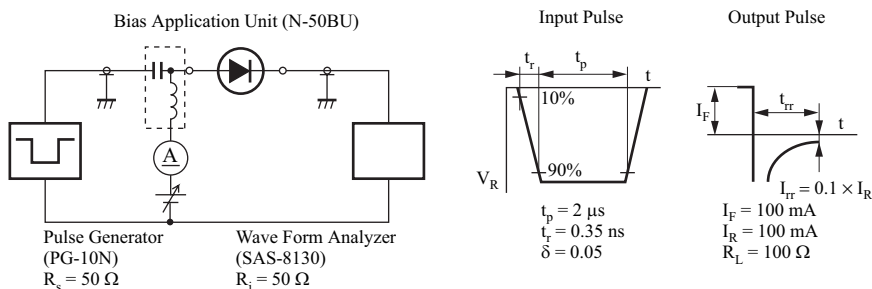 Bias Application Unit (N-50BU)
A
Pulse Generator
(PG-10N)
R_s = 50 Ω
Wave Form Analyzer
(SAS-8130)
R_i = 50 Ω
Input Pulse
t_r
t_p
t
10%
90%
V_R
t_p = 2 μs
t_r = 0.35 ns
δ = 0.05
Output Pulse
I_F
t_rr
t
I_rr = 0.1 × I_R
I_F = 100 mA
I_R = 100 mA
R_L = 100 Ω